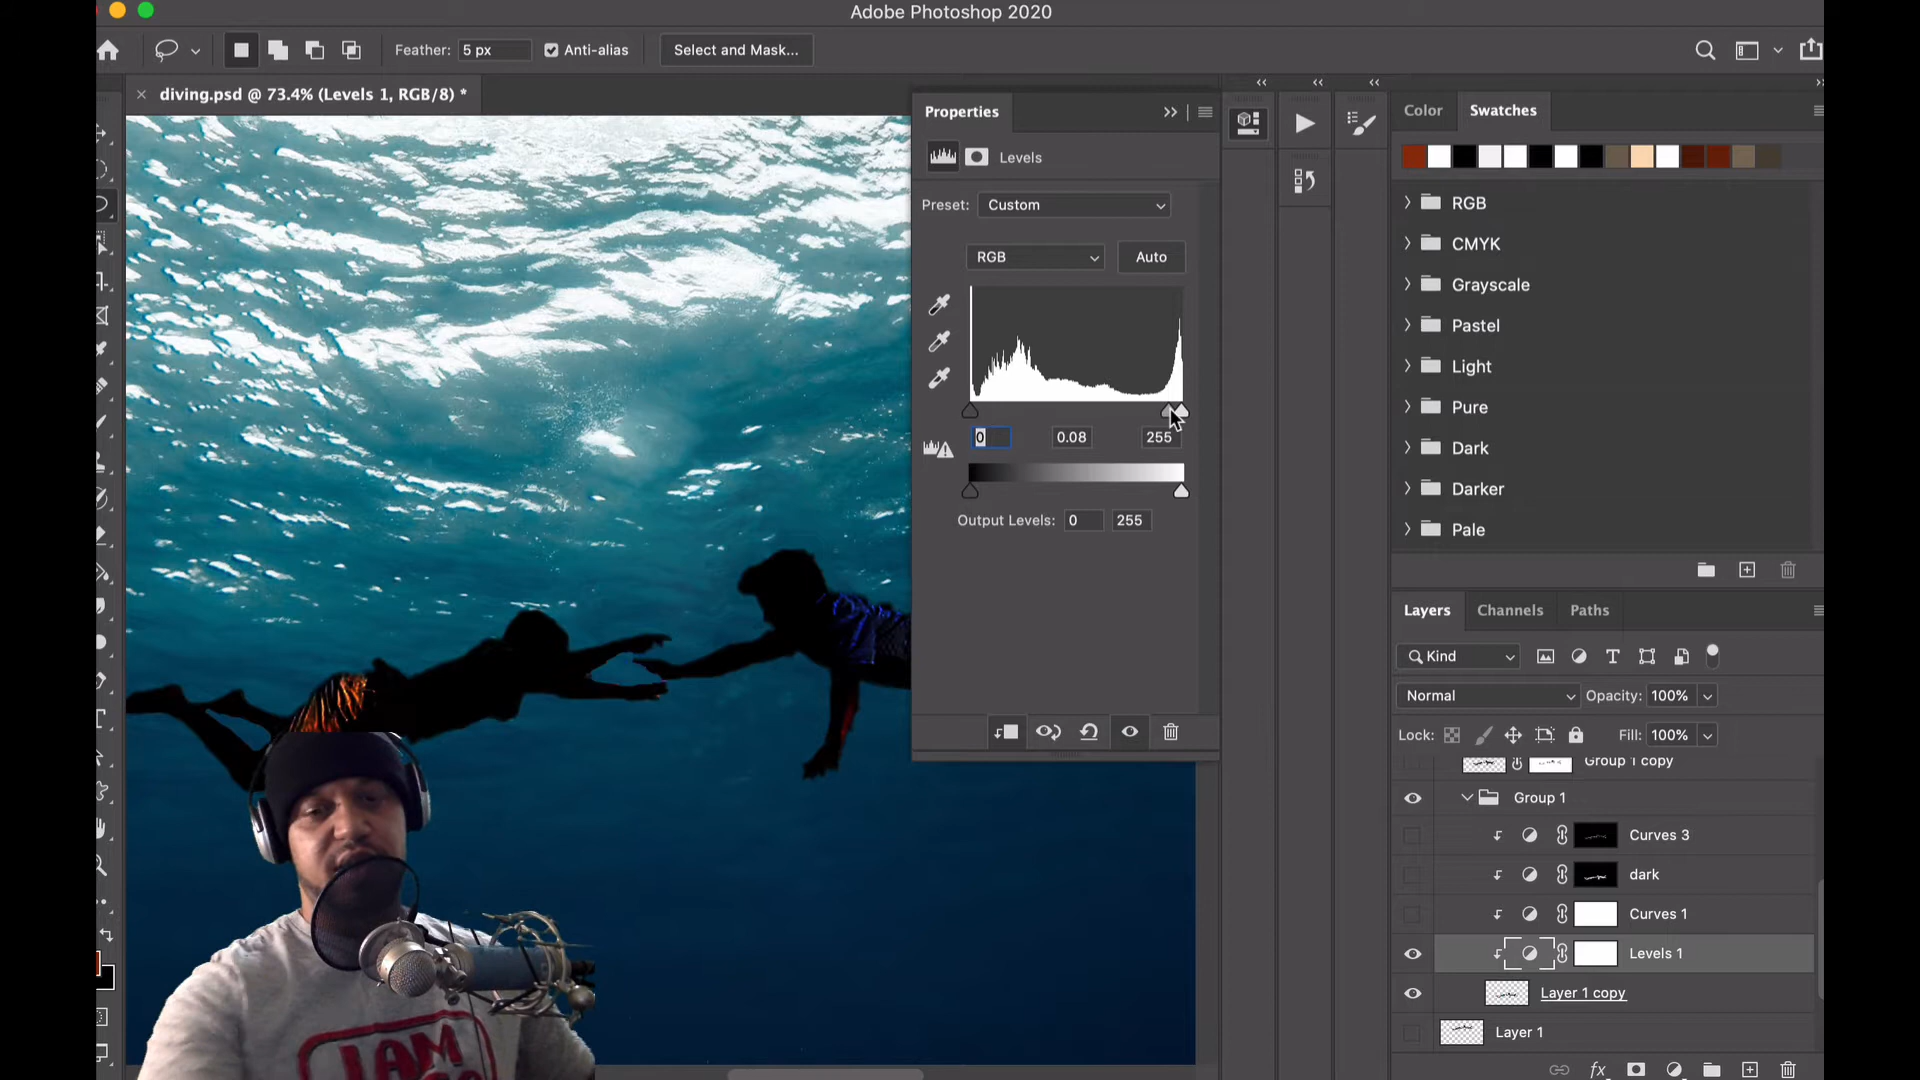 Adobe Photoshop 2020
Feather: 5 px Anti-alias Select and Mask...
diving.psd @ 73.4% (Levels 1, RGB/8) *
Properties
Levels
Preset: Custom
RGB Auto
0 0.08 255
Output Levels: 0 255
Color Swatches
RGB
CMYK
Grayscale
Pastel
Light
Pure
Dark
Darker
Pale
Layers Channels Paths
Kind
Normal Opacity: 100%
Lock: Fill: 100%
Group 1 copy
Group 1
Curves 3
dark
Curves 1
Levels 1
Layer 1 copy
Layer 1
fx
I AM